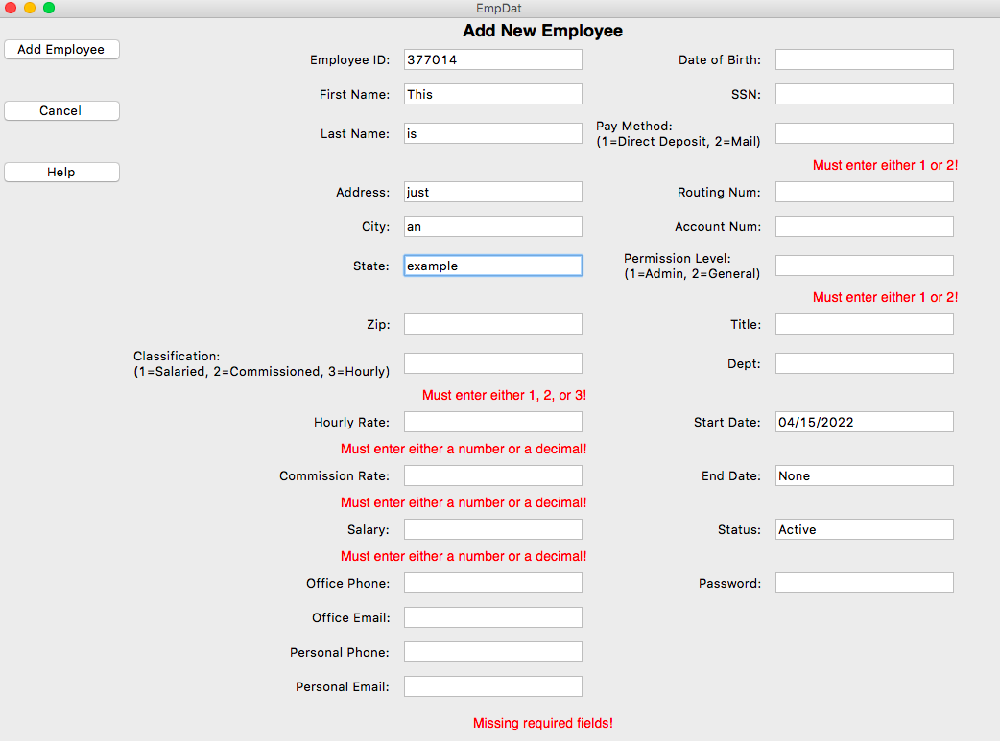 EmpDat
Add New Employee
Add Employee
Cancel
Help
Employee ID: 377014
First Name: This
Last Name: is
Address: just
City: an
State: example
Zip:
Classification:
(1=Salaried, 2=Commissioned, 3=Hourly)
Must enter either 1, 2, or 3!
Hourly Rate:
Must enter either a number or a decimal!
Commission Rate:
Must enter either a number or a decimal!
Salary:
Must enter either a number or a decimal!
Office Phone:
Office Email:
Personal Phone:
Personal Email:
Date of Birth:
SSN:
Pay Method:
(1=Direct Deposit, 2=Mail)
Must enter either 1 or 2!
Routing Num:
Account Num:
Permission Level:
(1=Admin, 2=General)
Must enter either 1 or 2!
Title:
Dept:
Start Date: 04/15/2022
End Date: None
Status: Active
Password:
Missing required fields!